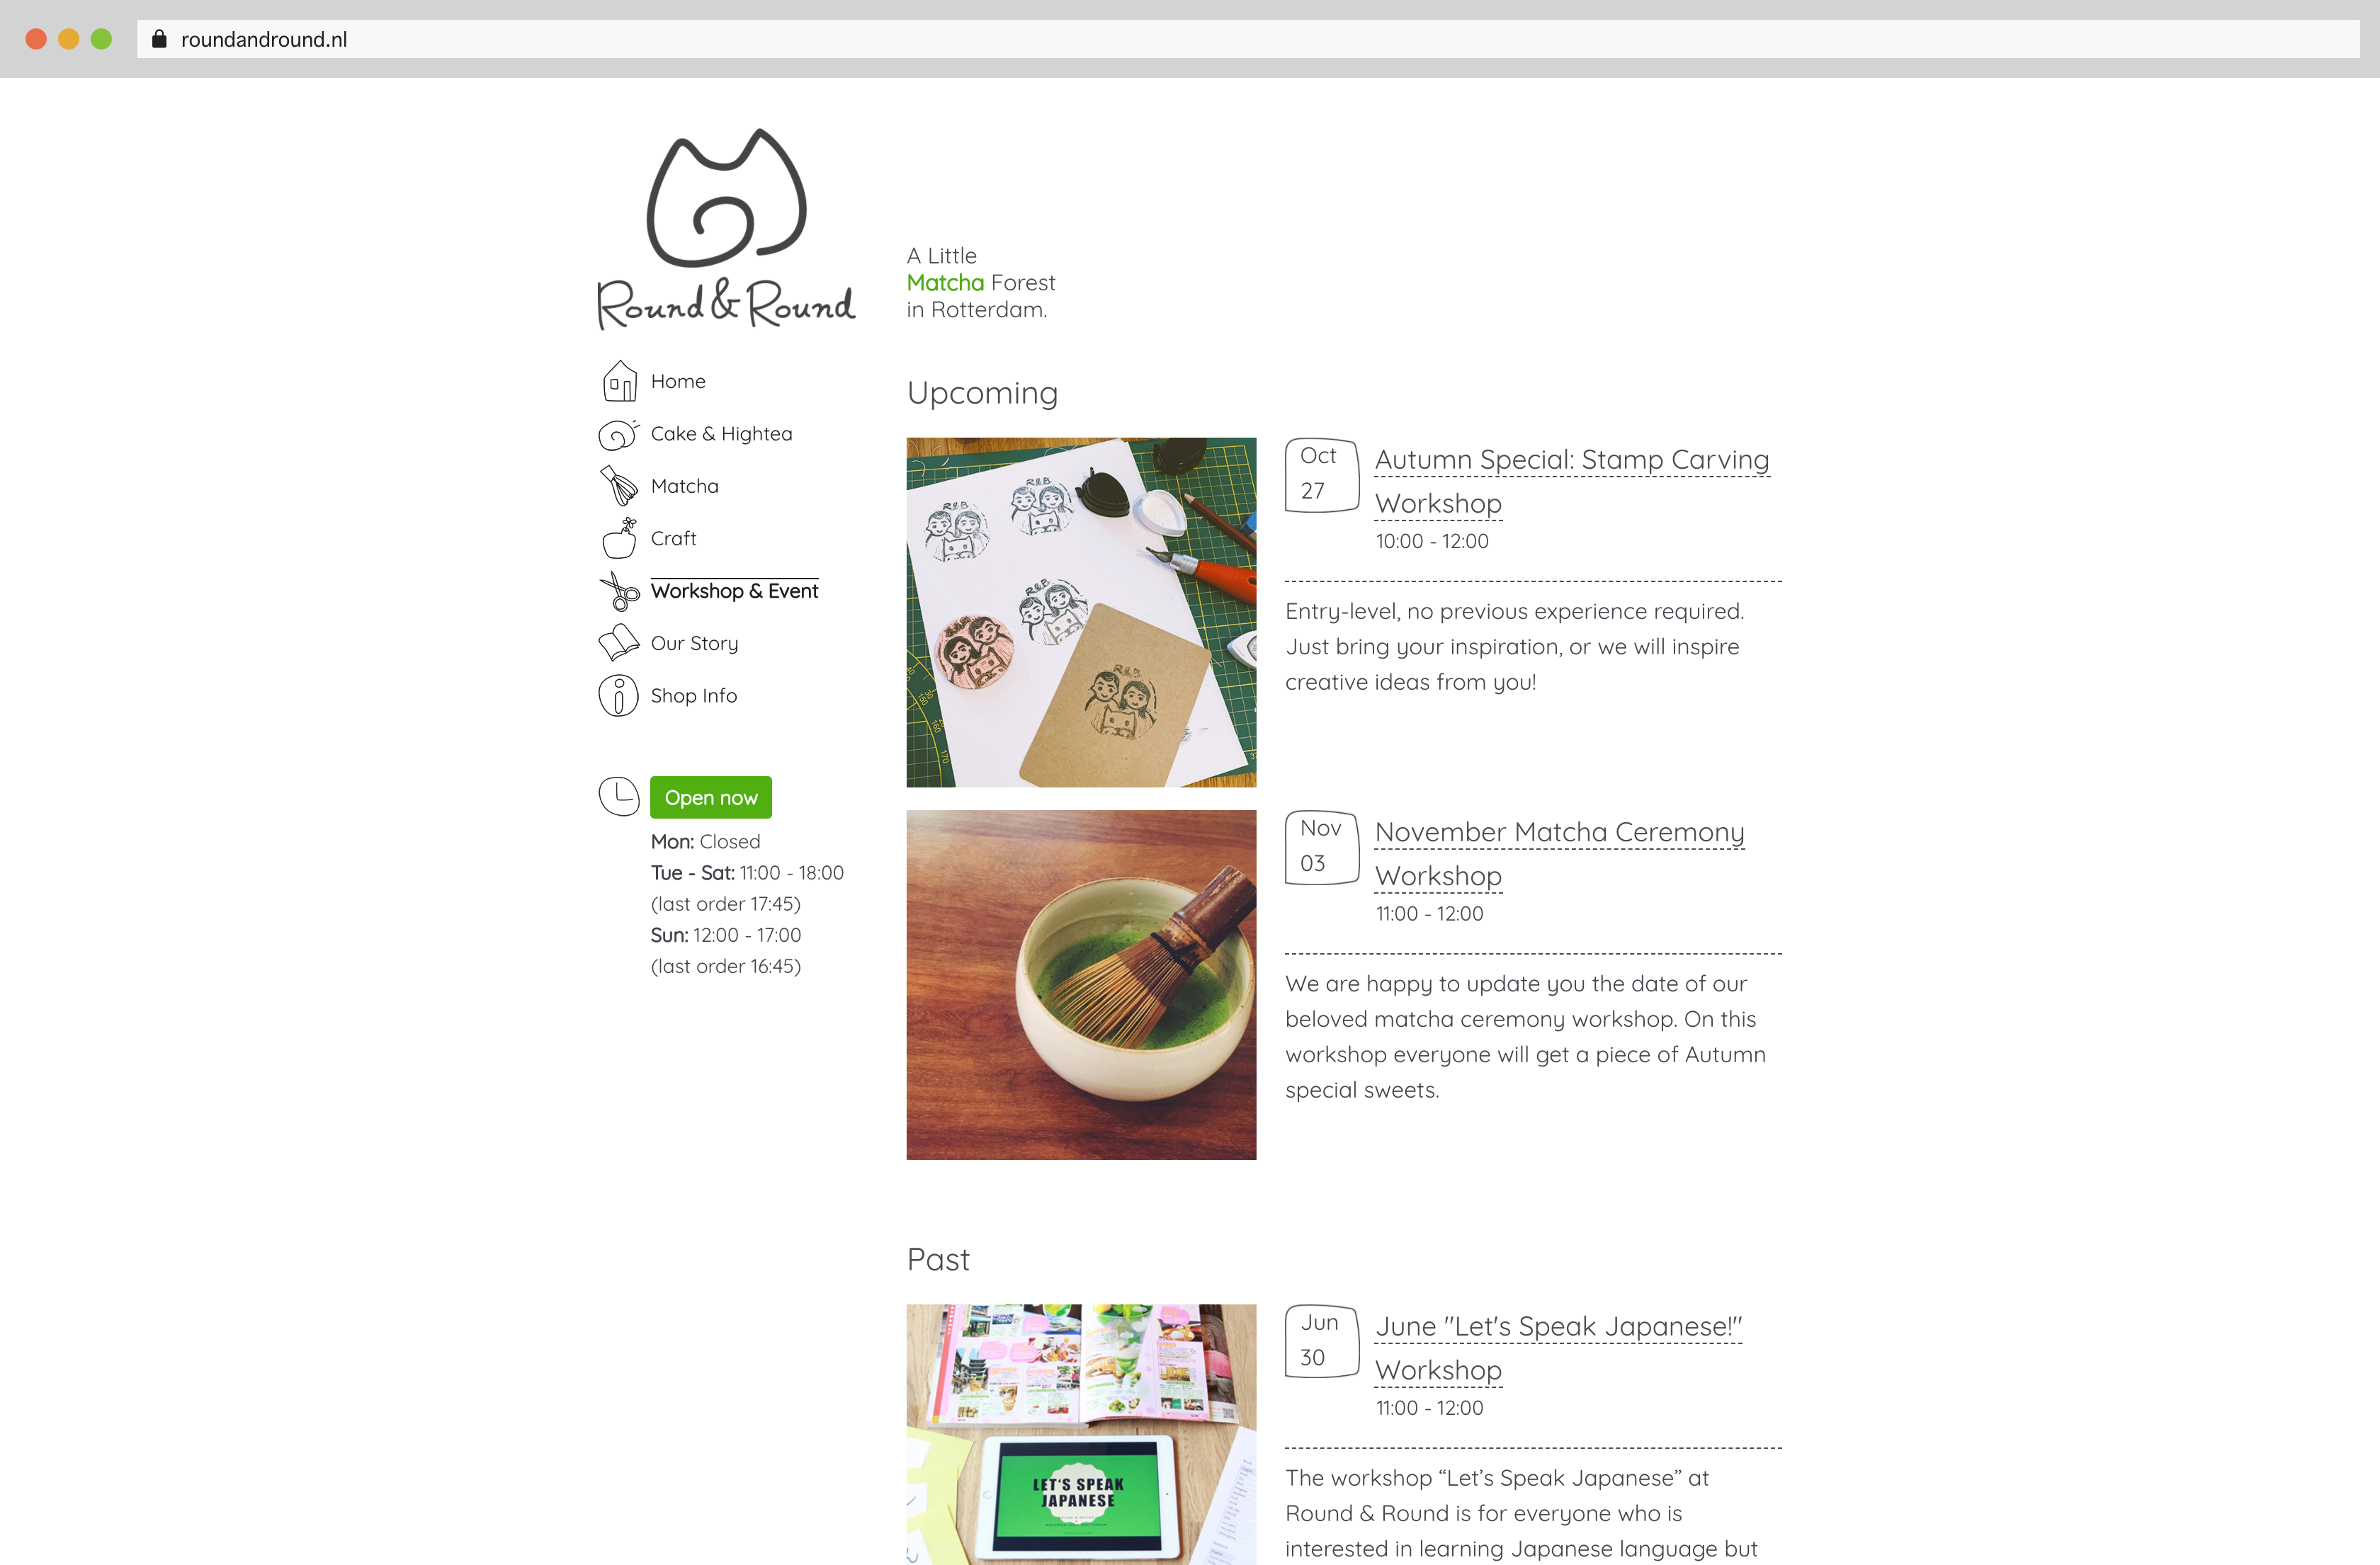 roundandround.nl
Round & Round
A Little
Matcha Forest
in Rotterdam.
Home
Cake & Hightea
Matcha
Craft
Workshop & Event
Our Story
Shop Info
Open now
Mon: Closed
Tue - Sat: 11:00 - 18:00
(last order 17:45)
Sun: 12:00 - 17:00
(last order 16:45)
Upcoming
R&B
R&B
R&B
R&B
Oct
27
Autumn Special: Stamp Carving
Workshop
10:00 - 12:00
Entry-level, no previous experience required.
Just bring your inspiration, or we will inspire
creative ideas from you!
Nov
03
November Matcha Ceremony
Workshop
11:00 - 12:00
We are happy to update you the date of our
beloved matcha ceremony workshop. On this
workshop everyone will get a piece of Autumn
special sweets.
Past
LET'S SPEAK
JAPANESE
Jun
30
June "Let's Speak Japanese!"
Workshop
11:00 - 12:00
The workshop “Let’s Speak Japanese” at
Round & Round is for everyone who is
interested in learning Japanese language but